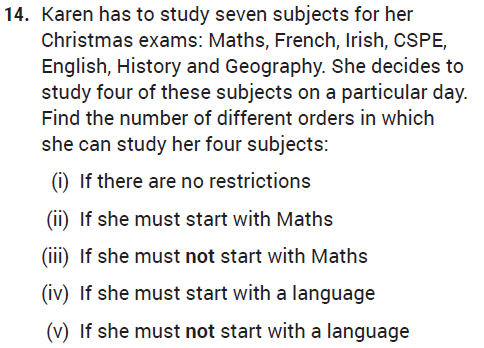 14. Karen has to study seven subjects for her
Christmas exams: Maths, French, Irish, CSPE,
English, History and Geography. She decides to
study four of these subjects on a particular day.
Find the number of different orders in which
she can study her four subjects:
(i) If there are no restrictions
(ii) If she must start with Maths
(iii) If she must not start with Maths
(iv) If she must start with a language
(v) If she must not start with a language